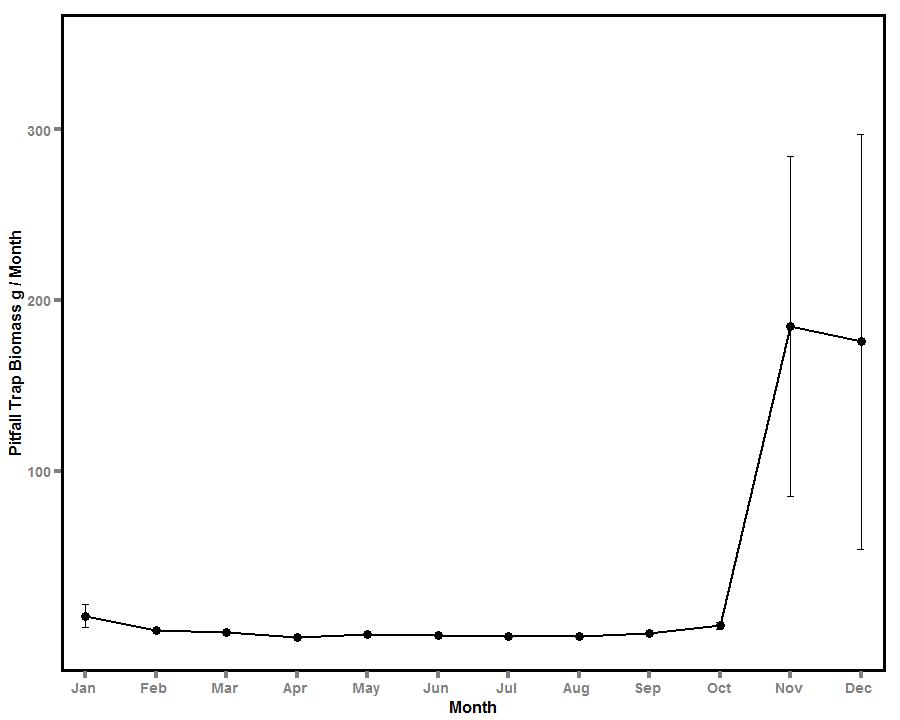 Pitfall Trap Biomass g / Month
300
200
100
Jan Feb Mar Apr May Jun Jul Aug Sep Oct Nov Dec
Month